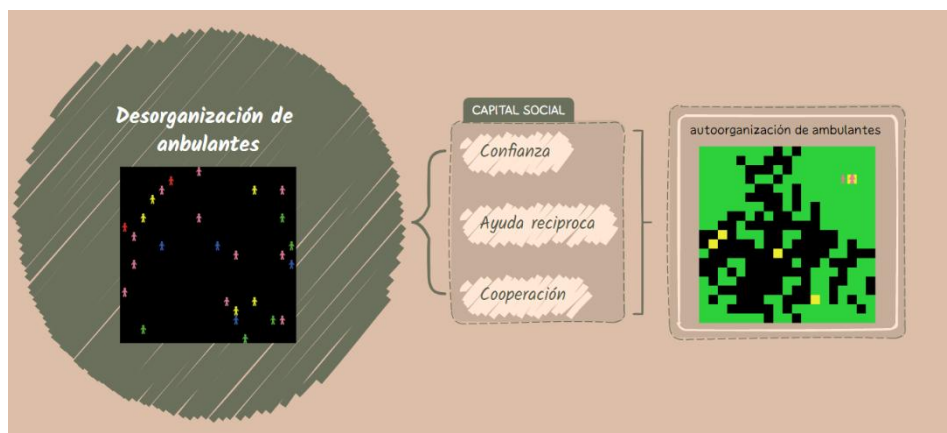 Desorganización de
anbulantes
CAPITAL SOCIAL
Confianza
Ayuda reciproca
Cooperación
autoorganización de ambulantes